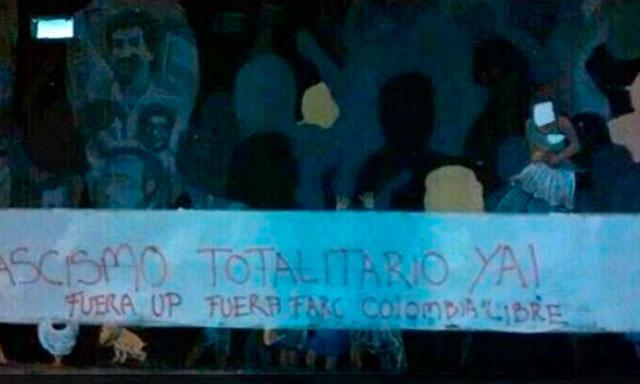 ASCISMO TOTALITARIO YA!
FUERA UP FUERA FARC COLOMBIA LIBRE